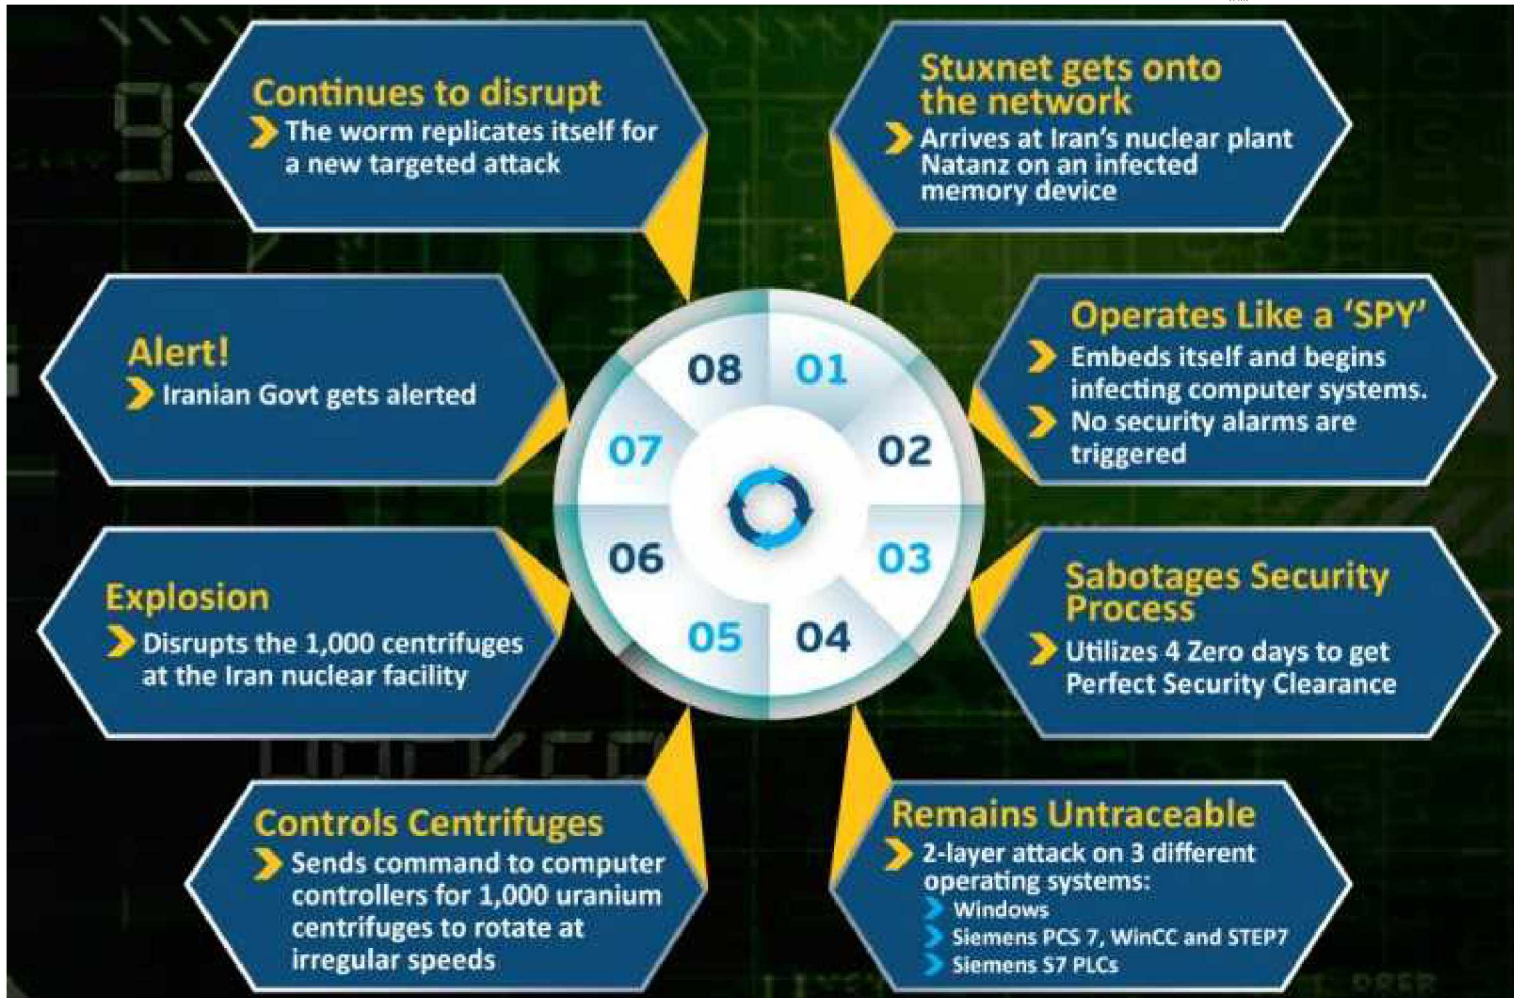 Stuxnet gets onto
the network
Arrives at Iran's nuclear plant
Natanz on an infected
memory device
Operates Like a 'SPY'
Embeds itself and begins
infecting computer systems.
No security alarms are
triggered
Sabotages Security
Process
Utilizes 4 Zero days to get
Perfect Security Clearance
Remains Untraceable
2-layer attack on 3 different
operating systems:
Windows
Siemens PCS 7, WinCC and STEP7
Siemens S7 PLCs
Controls Centrifuges
Sends command to computer
controllers for 1,000 uranium
centrifuges to rotate at
irregular speeds
Explosion
Disrupts the 1,000 centrifuges
at the Iran nuclear facility
Alert!
Iranian Govt gets alerted
Continues to disrupt
The worm replicates itself for
a new targeted attack
01
02
03
04
05
06
07
08